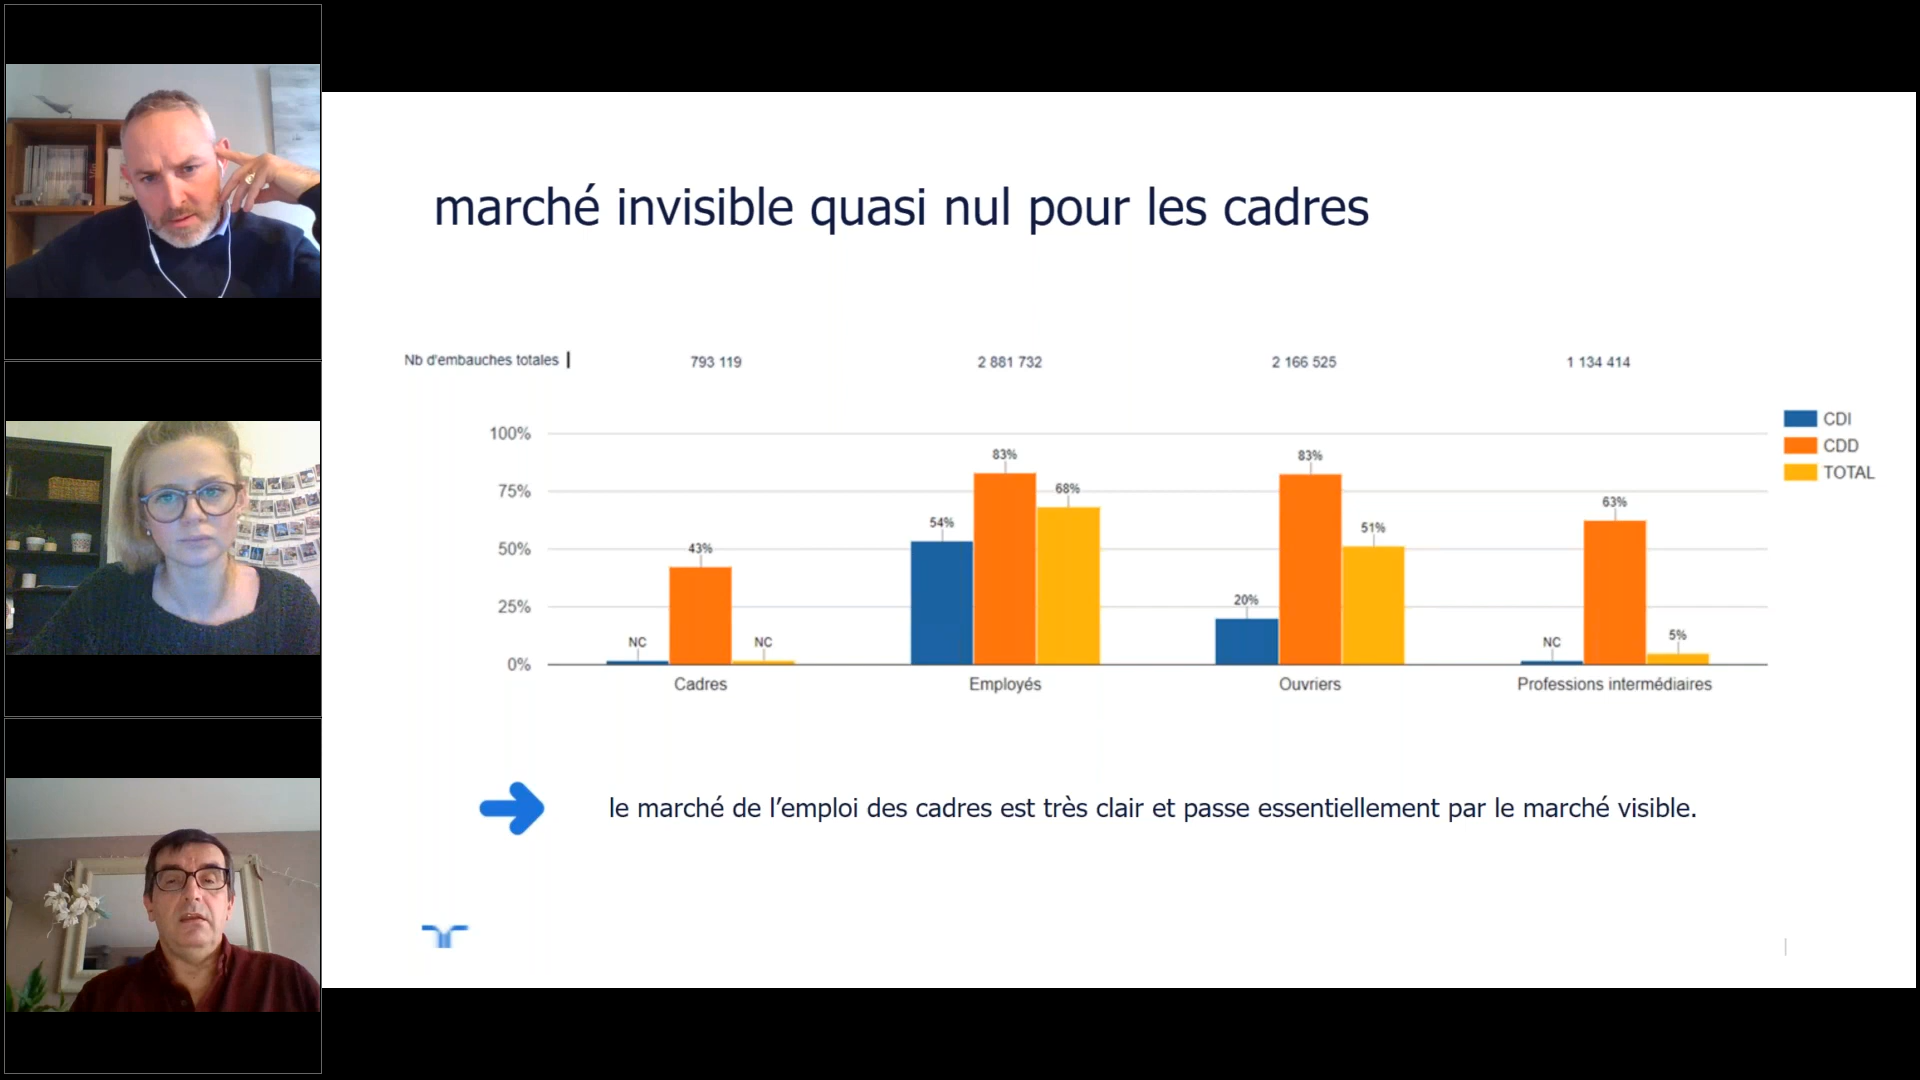 marché invisible quasi nul pour les cadres
Nb d'embauches totales 793 119 2 881 732 2 166 525 1 134 414
CDI
CDD
TOTAL
100%
75%
50%
25%
0%
NC 43% NC
54% 83% 68%
20% 83% 51%
NC 63% 5%
Cadres Employés Ouvriers Professions intermédiaires
le marché de l’emploi des cadres est très clair et passe essentiellement par le marché visible.